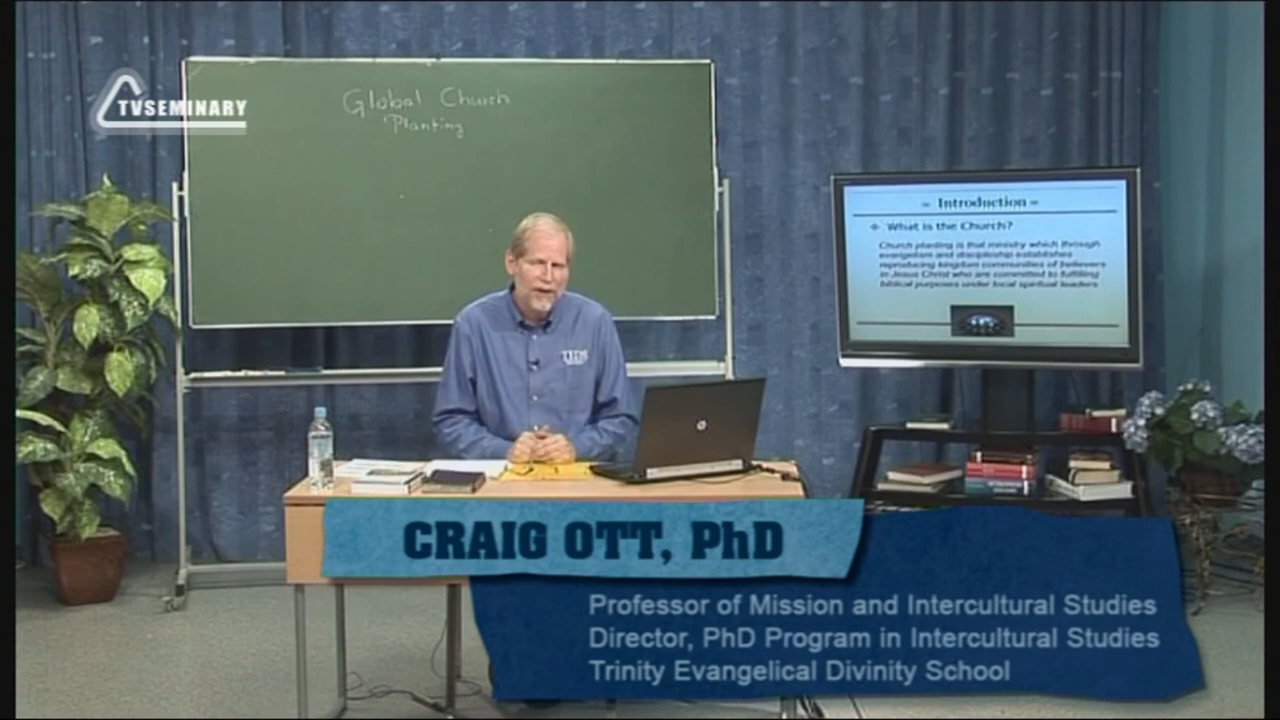 TVSEMINARY
Global Church
Planting
Introduction
What is the Church?
Church planting is that ministry which through
evangelism and discipleship establishes
reproducing kingdom communities of believers
in Jesus Christ who are committed to fulfilling
biblical purposes under local spiritual leaders
TEDS
hp
CRAIG OTT, PhD
Professor of Mission and Intercultural Studies
Director, PhD Program in Intercultural Studies
Trinity Evangelical Divinity School